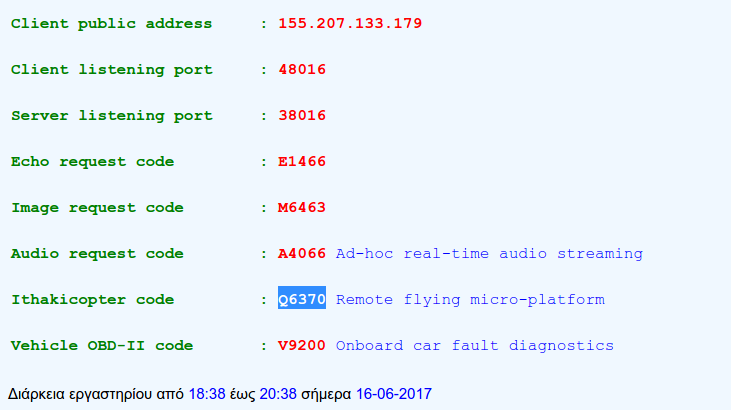 Client public address : 155.207.133.179
Client listening port : 48016
Server listening port : 38016
Echo request code : E1466
Image request code : M6463
Audio request code : A4066 Ad-hoc real-time audio streaming
Ithakicopter code : Q6370 Remote flying micro-platform
Vehicle OBD-II code : V9200 Onboard car fault diagnostics
Διάρκεια εργαστηρίου από 18:38 έως 20:38 σήμερα 16-06-2017